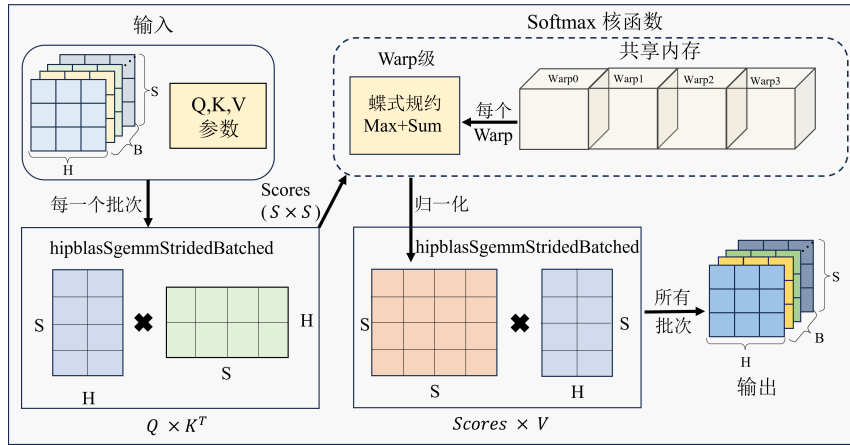 输入
Q,K,V
参数
S
B
H
每一个批次
Softmax 核函数
Warp级
共享内存
蝶式规约
Max+Sum
每个
Warp
Warp0
Warp1
Warp2
Warp3
Scores
(S × S)
归一化
hipblasSgemmStridedBatched
S
H
H
S
Q × K^T
hipblasSgemmStridedBatched
S
S
S
H
Scores × V
所有
批次
S
B
H
输出